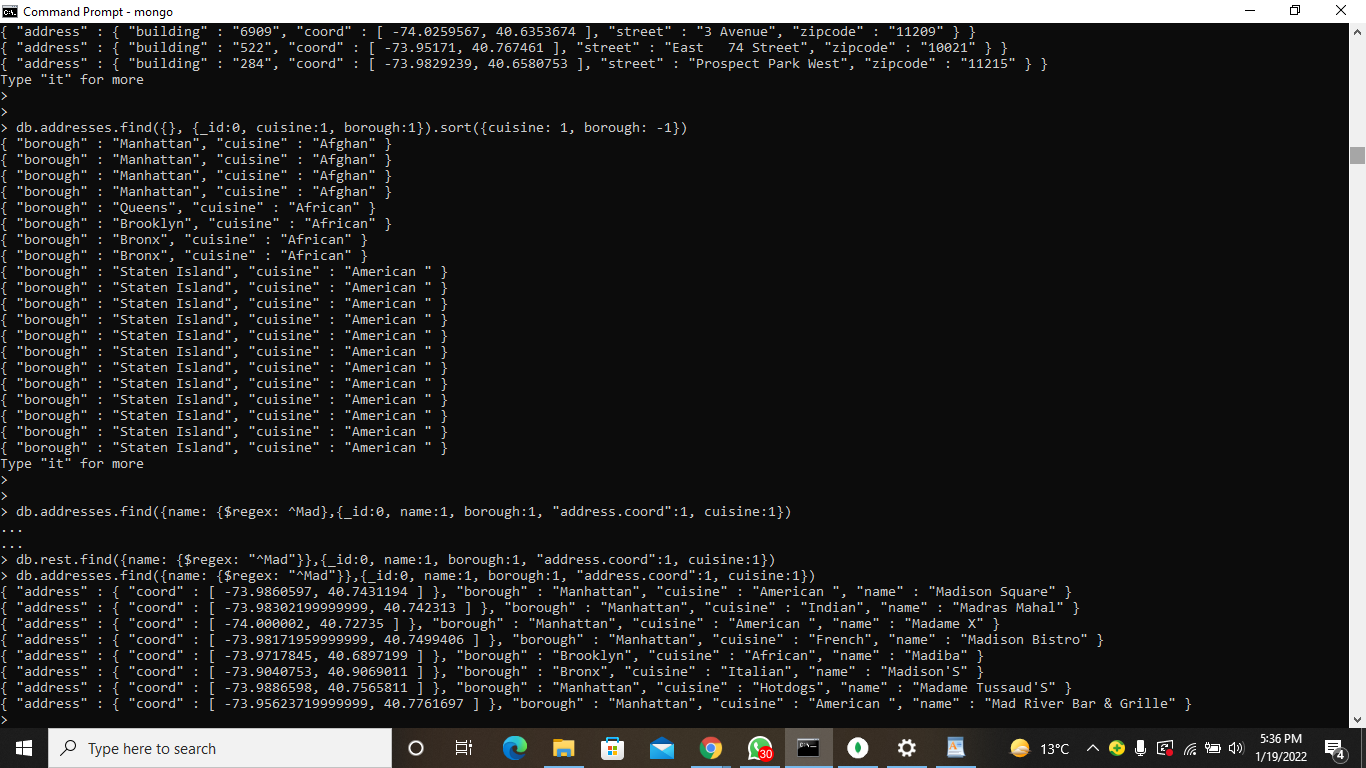 Command Prompt - mongo
{ "address" : { "building" : "6909", "coord" : [ -74.0259567, 40.6353674 ], "street" : "3 Avenue", "zipcode" : "11209" } }
{ "address" : { "building" : "522", "coord" : [ -73.95171, 40.767461 ], "street" : "East   74 Street", "zipcode" : "10021" } }
{ "address" : { "building" : "284", "coord" : [ -73.9829239, 40.6580753 ], "street" : "Prospect Park West", "zipcode" : "11215" } }
Type "it" for more
>
>
> db.addresses.find({}, {_id:0, cuisine:1, borough:1}).sort({cuisine: 1, borough: -1})
{ "borough" : "Manhattan", "cuisine" : "Afghan" }
{ "borough" : "Manhattan", "cuisine" : "Afghan" }
{ "borough" : "Manhattan", "cuisine" : "Afghan" }
{ "borough" : "Manhattan", "cuisine" : "Afghan" }
{ "borough" : "Queens", "cuisine" : "African" }
{ "borough" : "Brooklyn", "cuisine" : "African" }
{ "borough" : "Bronx", "cuisine" : "African" }
{ "borough" : "Bronx", "cuisine" : "African" }
{ "borough" : "Staten Island", "cuisine" : "American " }
{ "borough" : "Staten Island", "cuisine" : "American " }
{ "borough" : "Staten Island", "cuisine" : "American " }
{ "borough" : "Staten Island", "cuisine" : "American " }
{ "borough" : "Staten Island", "cuisine" : "American " }
{ "borough" : "Staten Island", "cuisine" : "American " }
{ "borough" : "Staten Island", "cuisine" : "American " }
{ "borough" : "Staten Island", "cuisine" : "American " }
{ "borough" : "Staten Island", "cuisine" : "American " }
{ "borough" : "Staten Island", "cuisine" : "American " }
{ "borough" : "Staten Island", "cuisine" : "American " }
{ "borough" : "Staten Island", "cuisine" : "American " }
Type "it" for more
>
>
> db.addresses.find({name: {$regex: ^Mad},{_id:0, name:1, borough:1, "address.coord":1, cuisine:1})
...
...
> db.rest.find({name: {$regex: "^Mad"}},{_id:0, name:1, borough:1, "address.coord":1, cuisine:1})
> db.addresses.find({name: {$regex: "^Mad"}},{_id:0, name:1, borough:1, "address.coord":1, cuisine:1})
{ "address" : { "coord" : [ -73.9860597, 40.7431194 ] }, "borough" : "Manhattan", "cuisine" : "American ", "name" : "Madison Square" }
{ "address" : { "coord" : [ -73.98302199999999, 40.742313 ] }, "borough" : "Manhattan", "cuisine" : "Indian", "name" : "Madras Mahal" }
{ "address" : { "coord" : [ -74.000002, 40.72735 ] }, "borough" : "Manhattan", "cuisine" : "American ", "name" : "Madame X" }
{ "address" : { "coord" : [ -73.98171959999999, 40.7499406 ] }, "borough" : "Manhattan", "cuisine" : "French", "name" : "Madison Bistro" }
{ "address" : { "coord" : [ -73.9717845, 40.6897199 ] }, "borough" : "Brooklyn", "cuisine" : "African", "name" : "Madiba" }
{ "address" : { "coord" : [ -73.9040753, 40.9069011 ] }, "borough" : "Bronx", "cuisine" : "Italian", "name" : "Madison'S" }
{ "address" : { "coord" : [ -73.9886598, 40.7565811 ] }, "borough" : "Manhattan", "cuisine" : "Hotdogs", "name" : "Madame Tussaud'S" }
{ "address" : { "coord" : [ -73.95623719999999, 40.7761697 ] }, "borough" : "Manhattan", "cuisine" : "American ", "name" : "Mad River Bar & Grille" }
>
Type here to search
30
13°C
5:36 PM
1/19/2022
4